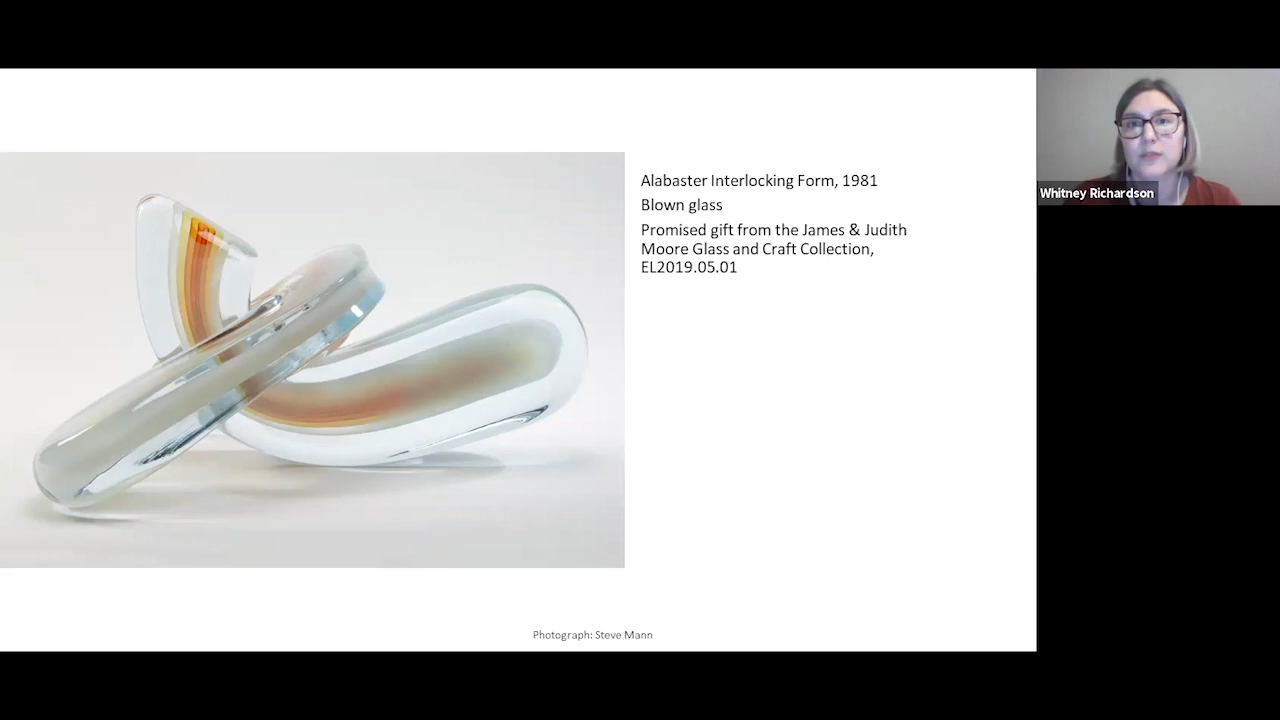 Alabaster Interlocking Form, 1981
Blown glass
Promised gift from the James & Judith
Moore Glass and Craft Collection,
EL2019.05.01
Whitney Richardson
Photograph: Steve Mann